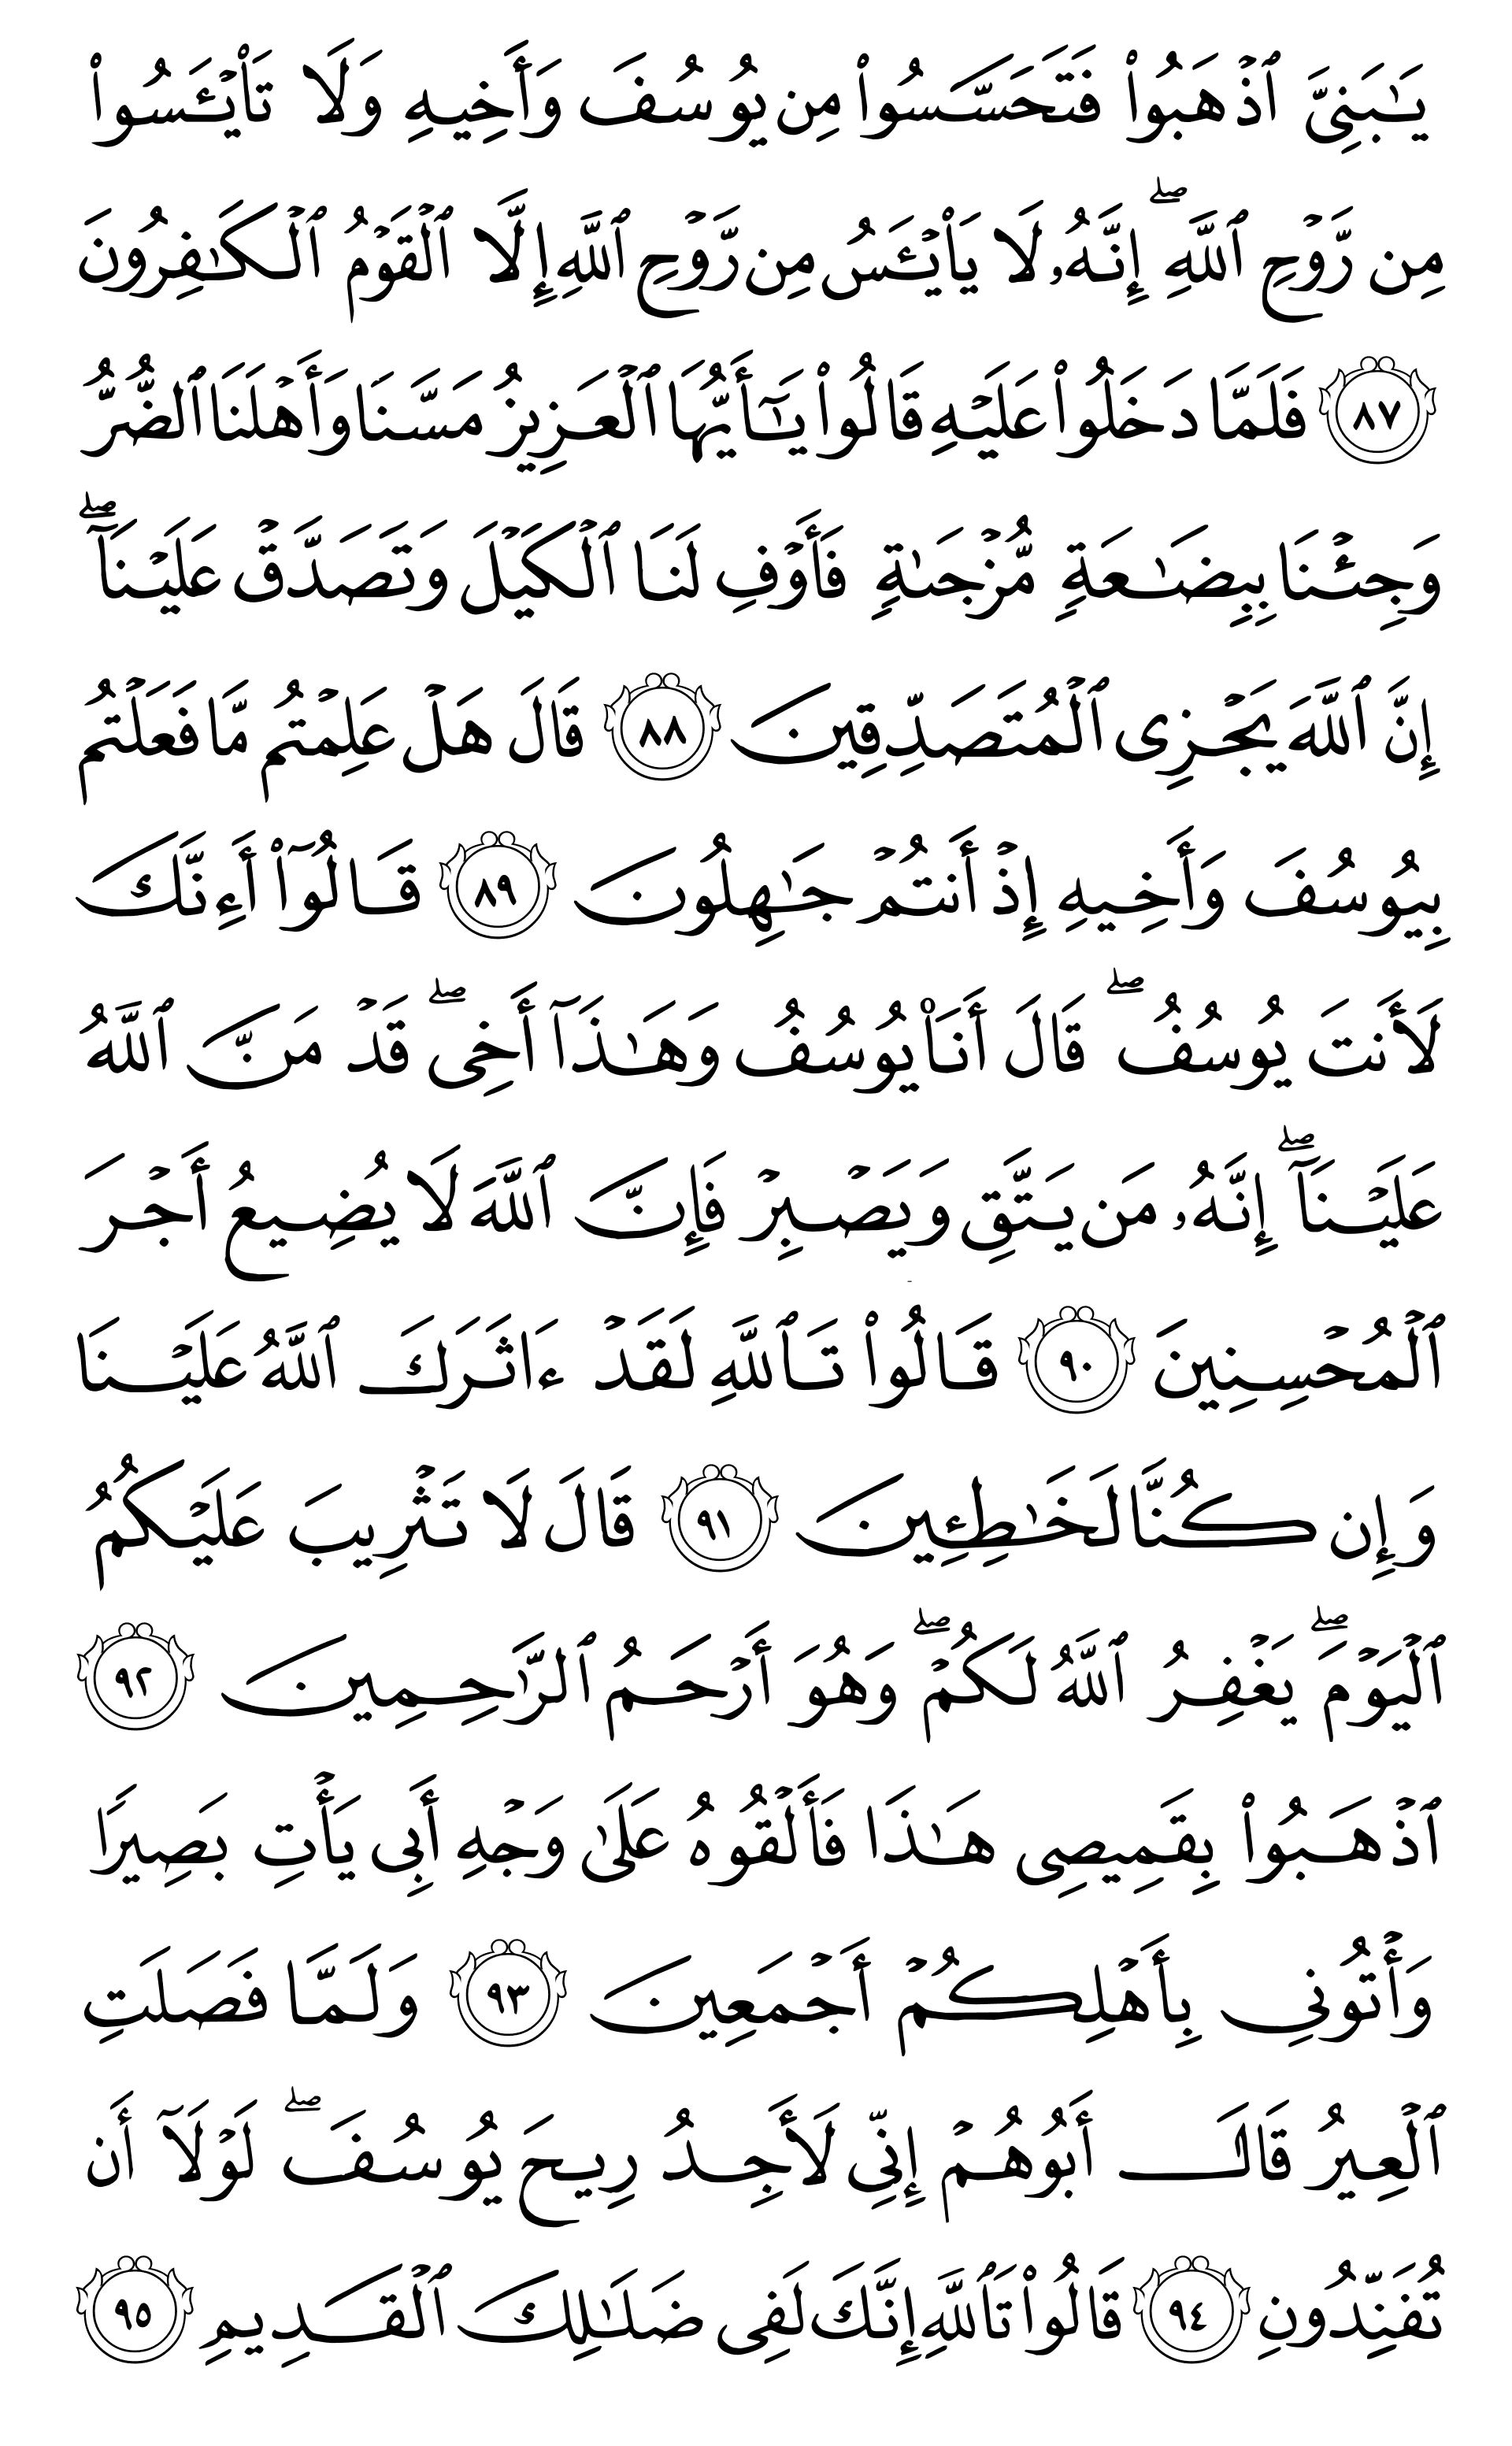 يَـٰبَنِىَّ ٱذْهَبُوا۟ فَتَحَسَّسُوا۟ مِن يُوسُفَ وَأَخِيهِ وَلَا تَا۟يْـَٔسُوا۟
مِن رَّوْحِ ٱللَّهِ ۖ إِنَّهُۥ لَا يَا۟يْـَٔسُ مِن رَّوْحِ ٱللَّهِ إِلَّا ٱلْقَوْمُ ٱلْكَـٰفِرُونَ
٨٧ فَلَمَّا دَخَلُوا۟ عَلَيْهِ قَالُوا۟ يَـٰٓأَيُّهَا ٱلْعَزِيزُ مَسَّنَا وَأَهْلَنَا ٱلضُّرُّ
وَجِئْنَا بِبِضَـٰعَةٍ مُّزْجَىٰةٍ فَأَوْفِ لَنَا ٱلْكَيْلَ وَتَصَدَّقْ عَلَيْنَآ ۖ
إِنَّ ٱللَّهَ يَجْزِى ٱلْمُتَصَدِّقِينَ ٨٨ قَالَ هَلْ عَلِمْتُم مَّا فَعَلْتُم
بِيُوسُفَ وَأَخِيهِ إِذْ أَنتُمْ جَـٰهِلُونَ ٨٩ قَالُوٓا۟ أَءِنَّكَ
لَأَنتَ يُوسُفُ ۖ قَالَ أَنَا۠ يُوسُفُ وَهَـٰذَآ أَخِى ۖ قَدْ مَنَّ ٱللَّهُ
عَلَيْنَآ ۖ إِنَّهُۥ مَن يَتَّقِ وَيَصْبِرْ فَإِنَّ ٱللَّهَ لَا يُضِيعُ أَجْرَ
ٱلْمُحْسِنِينَ ٩٠ قَالُوا۟ تَٱللَّهِ لَقَدْ ءَاثَرَكَ ٱللَّهُ عَلَيْنَا
وَإِن كُنَّا لَخَـٰطِـِٔينَ ٩١ قَالَ لَا تَثْرِيبَ عَلَيْكُمُ
ٱلْيَوْمَ ۖ يَغْفِرُ ٱللَّهُ لَكُمْ ۖ وَهُوَ أَرْحَمُ ٱلرَّٰحِمِينَ ٩٢
ٱذْهَبُوا۟ بِقَمِيصِى هَـٰذَا فَأَلْقُوهُ عَلَىٰ وَجْهِ أَبِى يَأْتِ بَصِيرًا
وَأْتُونِى بِأَهْلِكُمْ أَجْمَعِينَ ٩٣ وَلَمَّا فَصَلَتِ
ٱلْعِيرُ قَالَ أَبُوهُمْ إِنِّى لَأَجِدُ رِيحَ يُوسُفَ ۖ لَوْلَآ أَن
تُفَنِّدُونِ ٩٤ قَالُوا۟ تَٱللَّهِ إِنَّكَ لَفِى ضَلَـٰلِكَ ٱلْقَدِيمِ ٩٥